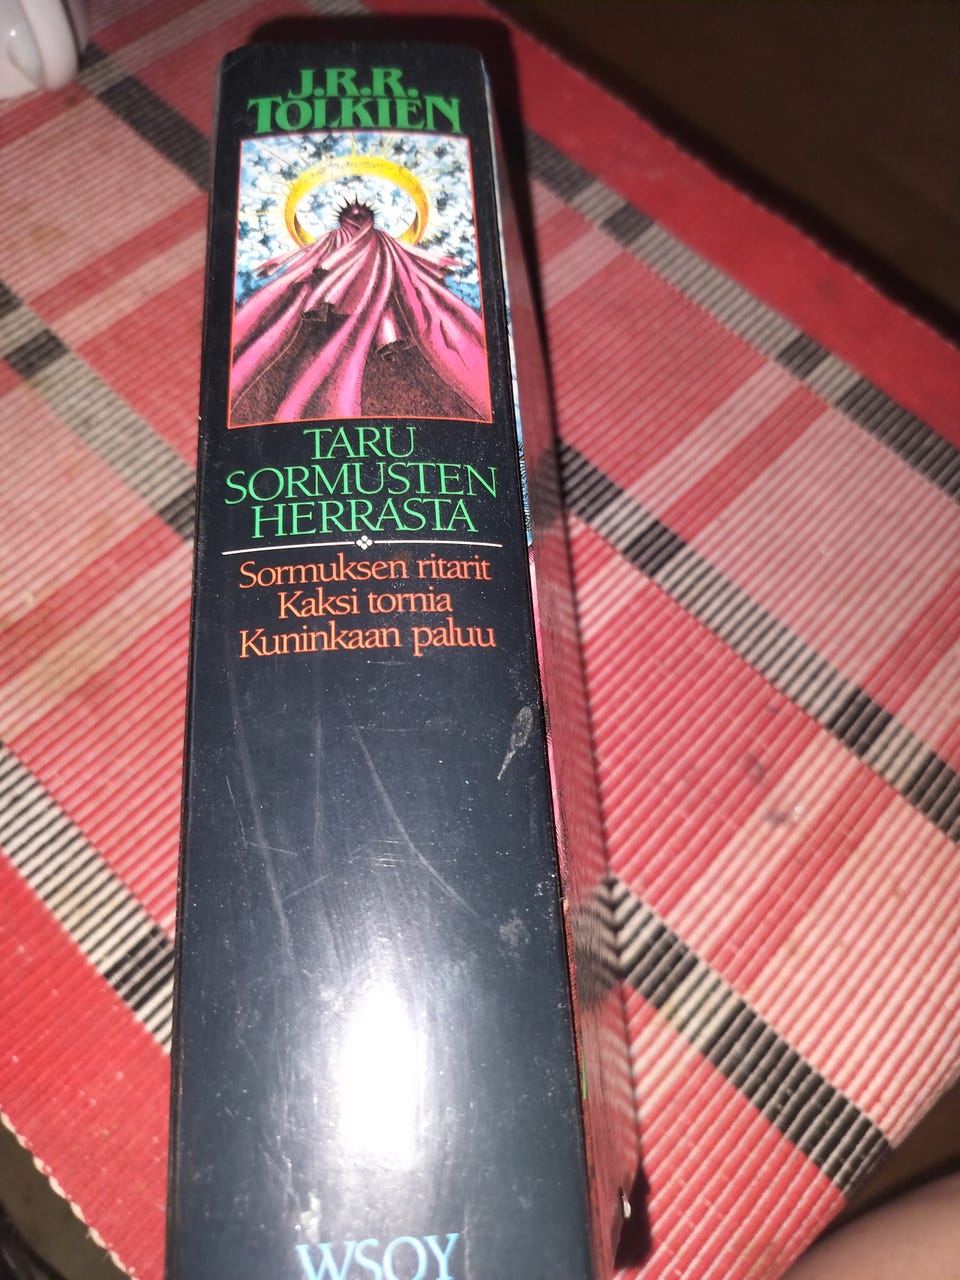 J.R.R.
TOLKIEN
TARU
SORMUSTEN
HERRASTA
Sormuksen ritarit
Kaksi tornia
Kuninkaan paluu
WSOY